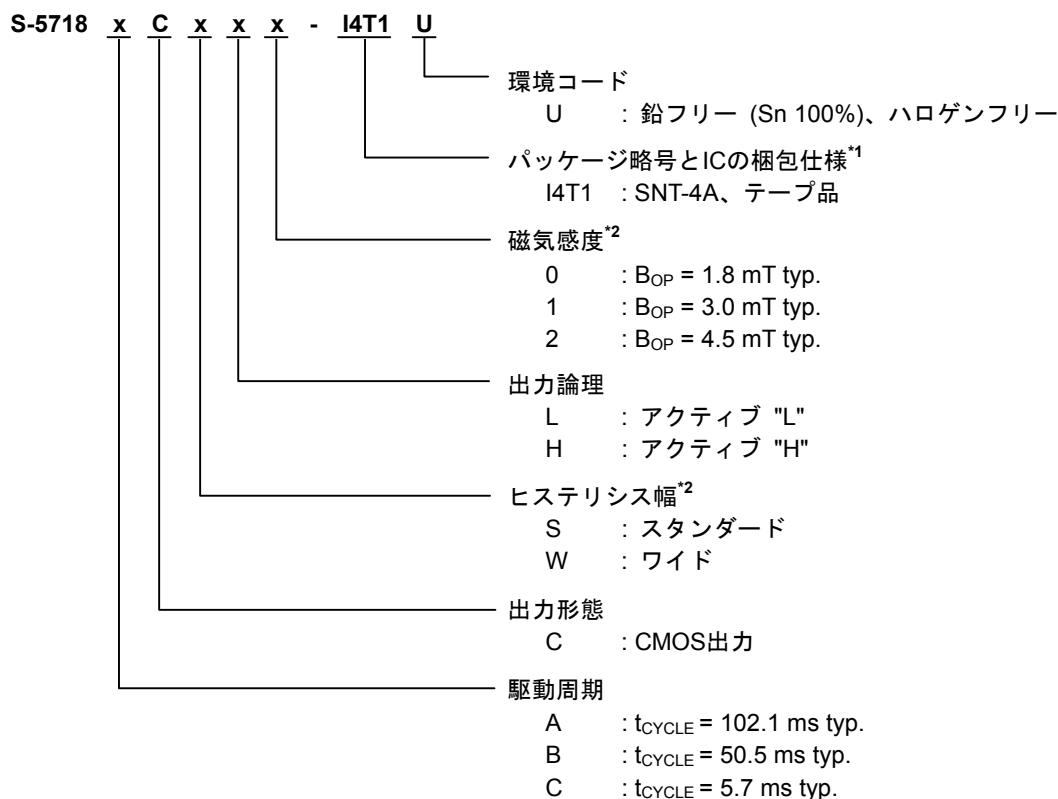 S-5718 x C x x x - I4T1 U
環境コード
U : 鉛フリー (Sn 100%)、ハロゲンフリー
パッケージ略号とICの梱包仕様*1
I4T1 : SNT-4A、テープ品
磁気感度*2
0 : BOP = 1.8 mT typ.
1 : BOP = 3.0 mT typ.
2 : BOP = 4.5 mT typ.
出力論理
L : アクティブ "L"
H : アクティブ "H"
ヒステリシス幅*2
S : スタンダード
W : ワイド
出力形態
C : CMOS出力
駆動周期
A : tCYCLE = 102.1 ms typ.
B : tCYCLE = 50.5 ms typ.
C : tCYCLE = 5.7 ms typ.